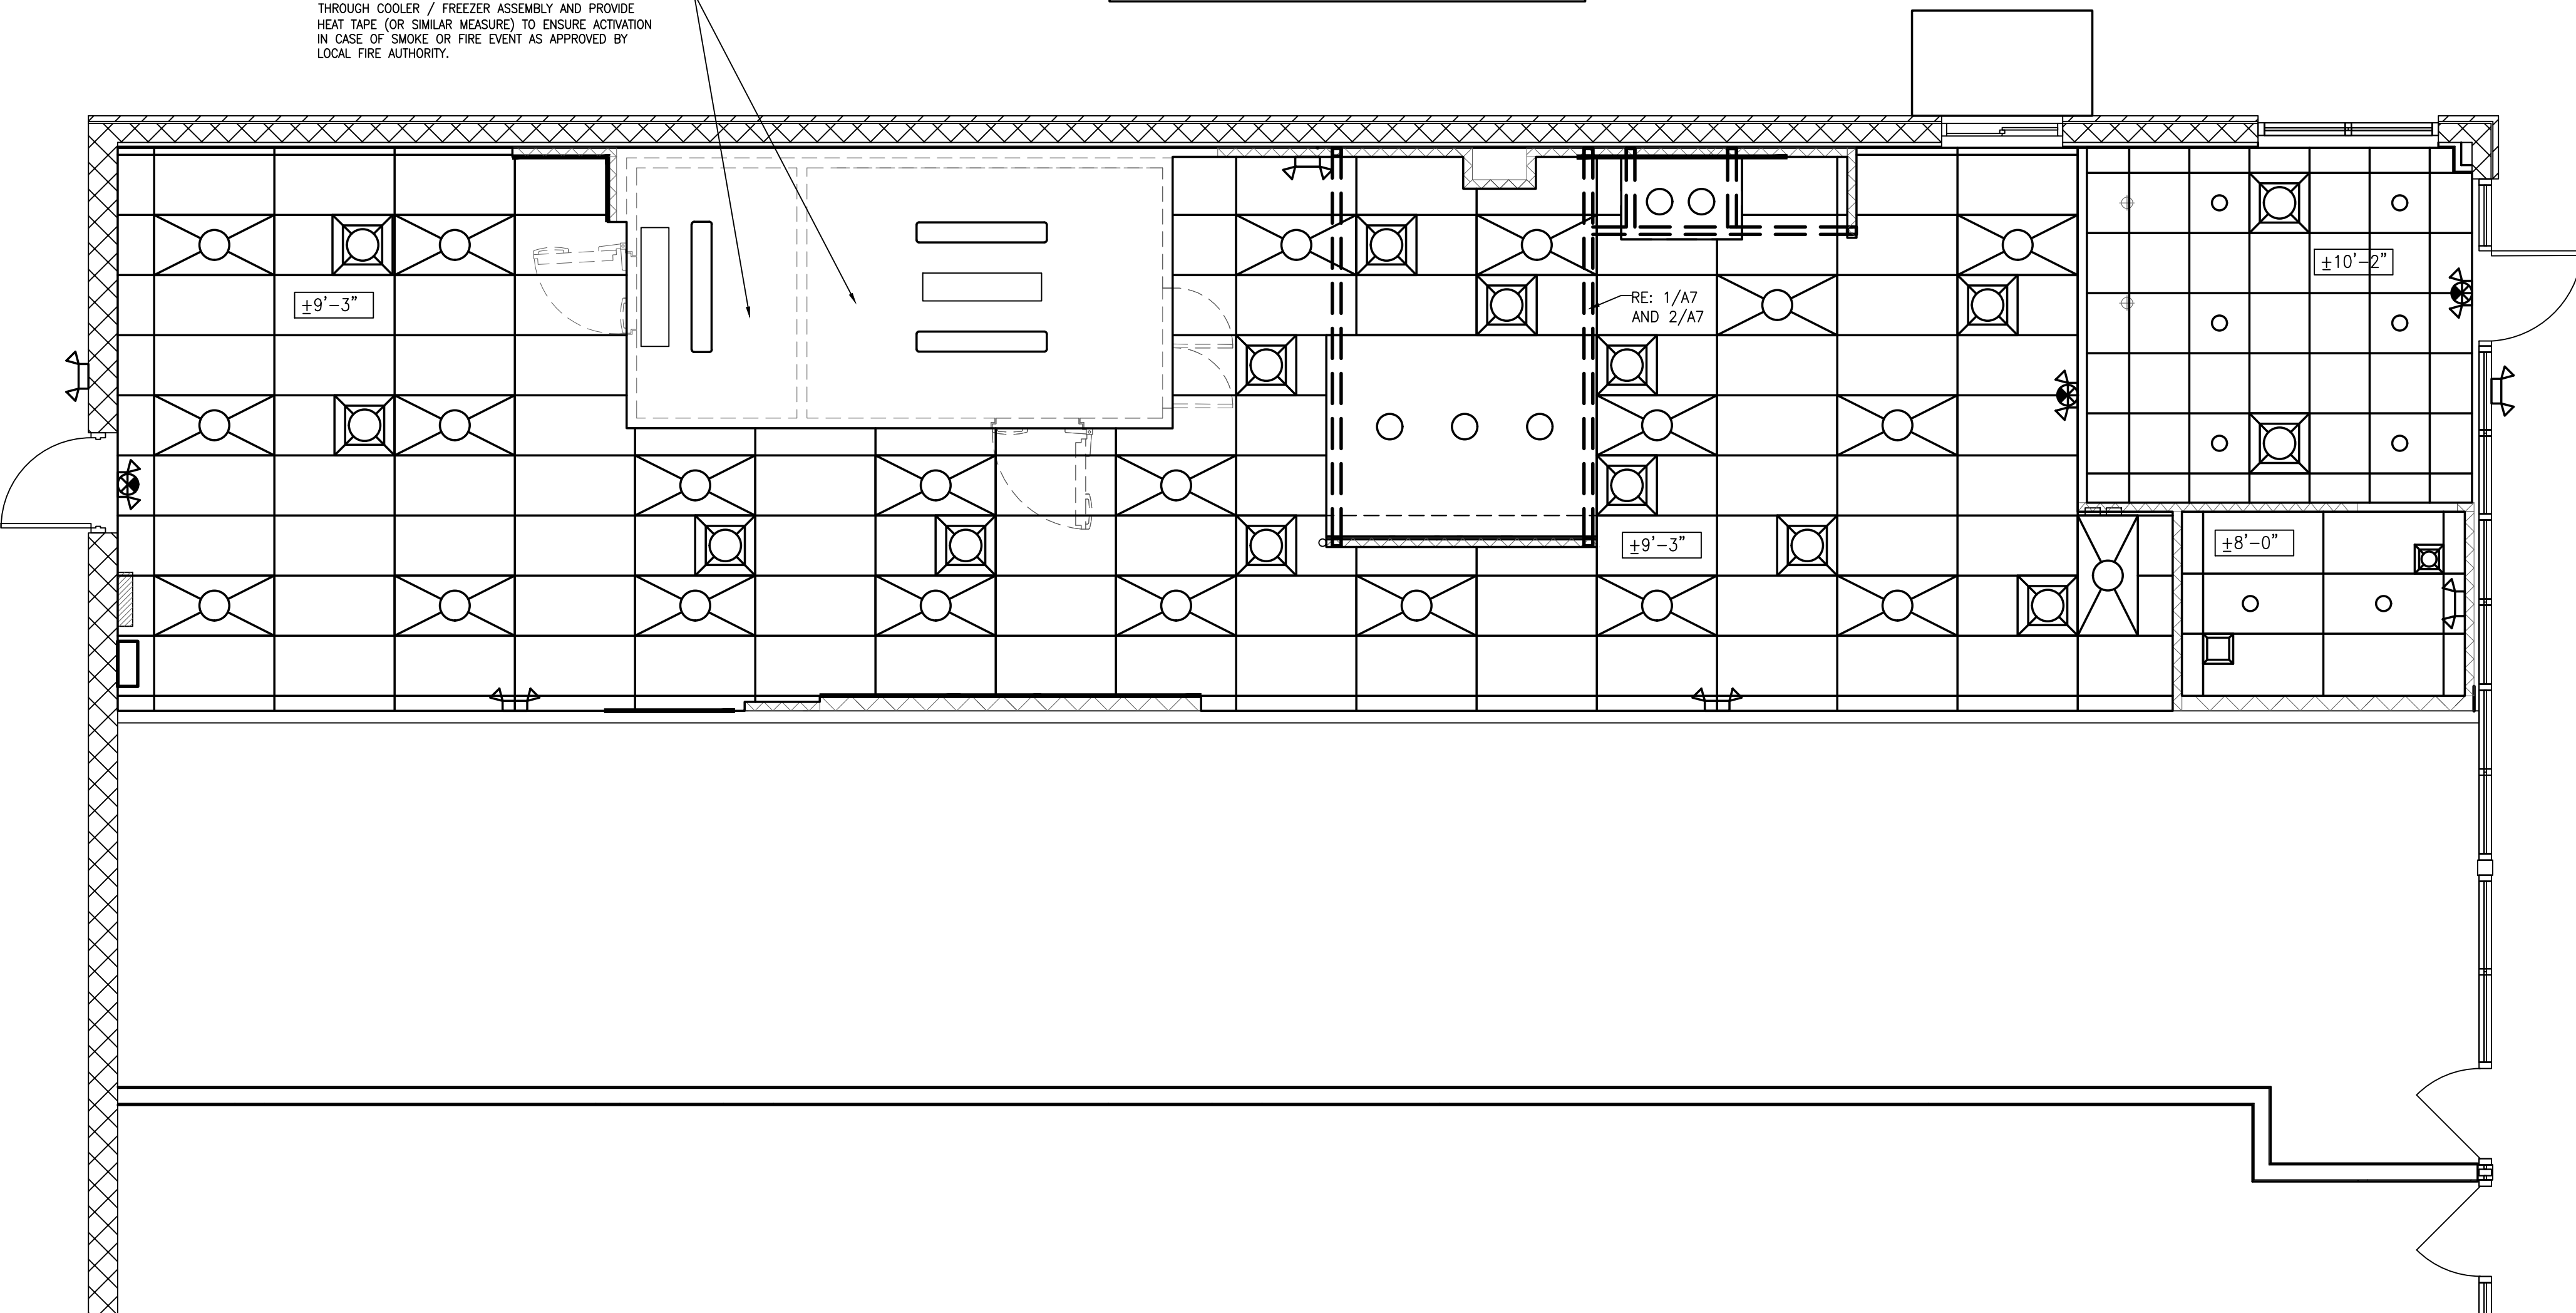 THROUGH COOLER / FREEZER ASSEMBLY AND PROVIDE
HEAT TAPE (OR SIMILAR MEASURE) TO ENSURE ACTIVATION
IN CASE OF SMOKE OR FIRE EVENT AS APPROVED BY
LOCAL FIRE AUTHORITY.
±10'-2"
±9'-3"
RE: 1/A7
AND 2/A7
±9'-3"
±8'-0"